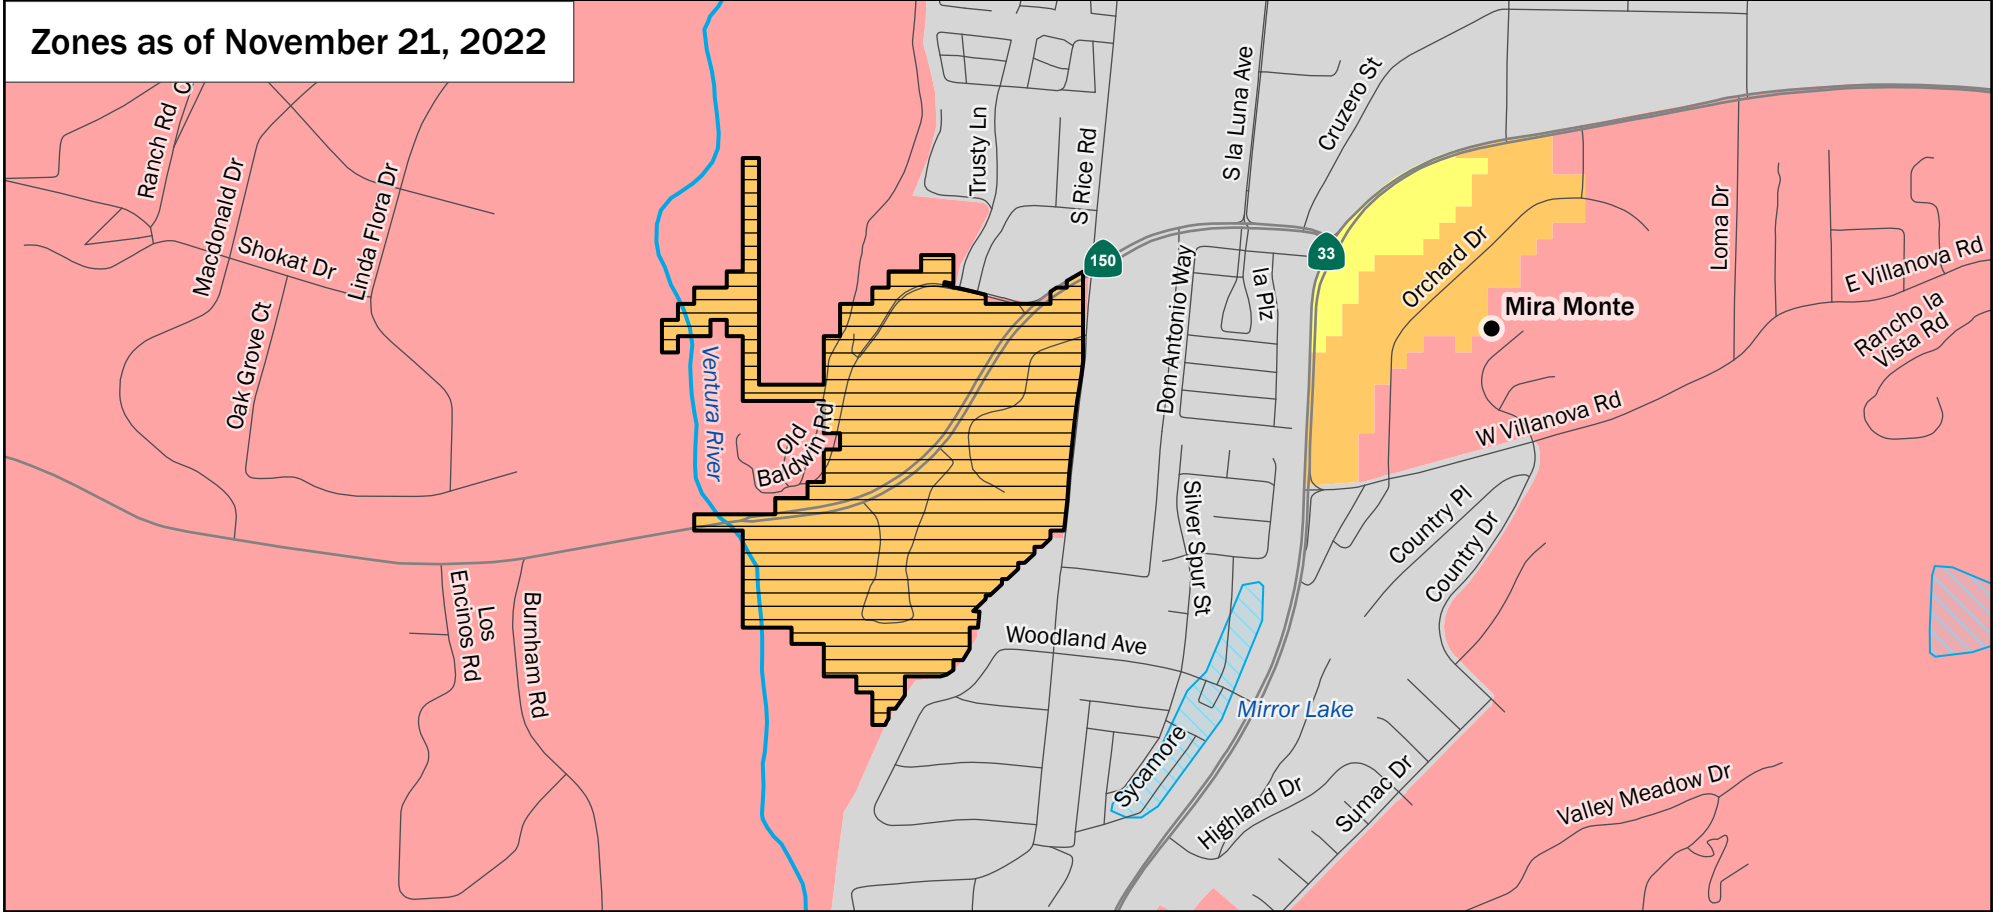 Zones as of November 21, 2022
Ranch Rd
Macdonald Dr
Linda Flora Dr
Shokat Dr
Oak Grove Ct
Trusty Ln
S Rice Rd
S la Luna Ave
Cruzero St
150
33
Don Antonio Way
la Plz
Orchard Dr
Mira Monte
Loma Dr
E Villanova Rd
Rancho la
Vista Rd
W Villanova Rd
Ventura River
Old
Baldwin Rd
Los
Encinos Rd
Burnham Rd
Silver Spur St
Country Pl
Country Dr
Woodland Ave
Mirror Lake
Sycamore
Highland Dr
Sumac Dr
Valley Meadow Dr